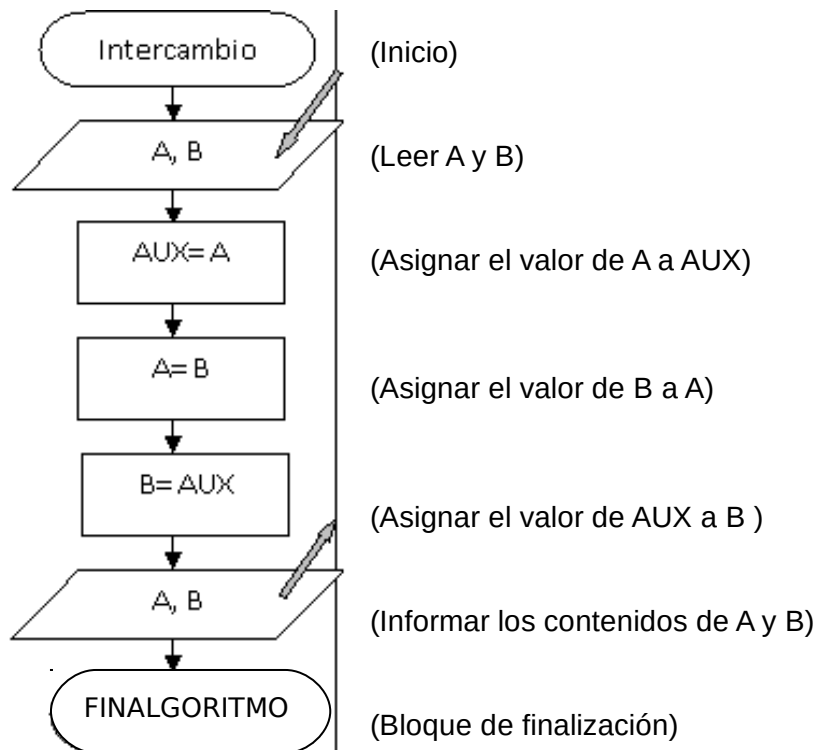 Intercambio
(Inicio)
A, B
(Leer A y B)
AUX= A
(Asignar el valor de A a AUX)
A= B
(Asignar el valor de B a A)
B= AUX
(Asignar el valor de AUX a B )
A, B
(Informar los contenidos de A y B)
FINALGORITMO
(Bloque de finalización)